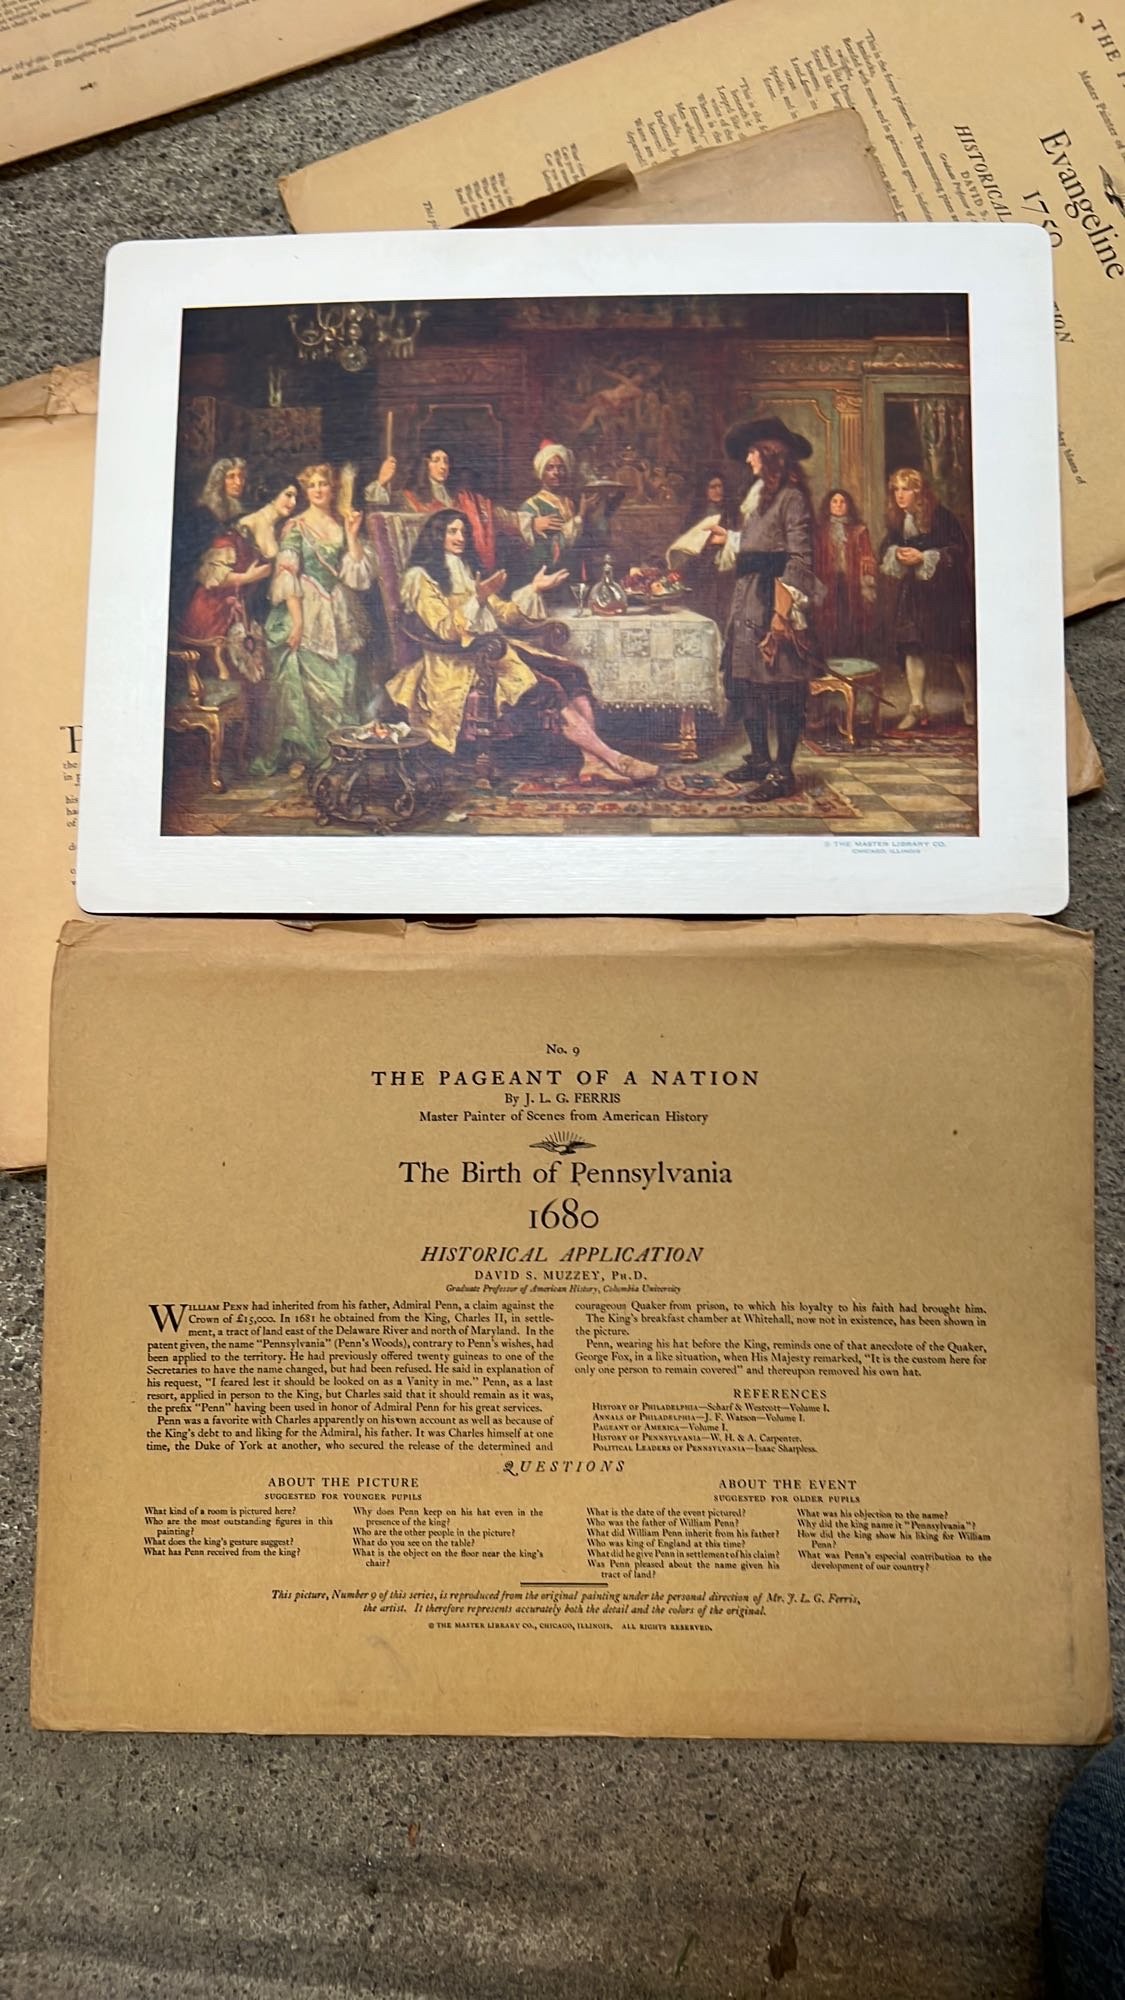 THE
Master Painter of
Evangeline
HISTORICAL
DAVID S.
© THE MASTER LIBRARY CO.
CHICAGO, ILLINOIS
No. 9
THE PAGEANT OF A NATION
By J. L. G. FERRIS
Master Painter of Scenes from American History
The Birth of Pennsylvania
1680
HISTORICAL APPLICATION
DAVID S. MUZZEY, Ph.D.
Graduate Professor of American History, Columbia University
WILLIAM PENN had inherited from his father, Admiral Penn, a claim against the
Crown of £15,000. In 1681 he obtained from the King, Charles II, in settle-
ment, a tract of land east of the Delaware River and north of Maryland. In the
patent given, the name "Pennsylvania" (Penn's Woods), contrary to Penn's wishes, had
been applied to the territory. He had previously offered twenty guineas to one of the
Secretaries to have the name changed, but had been refused. He said in explanation of
his request, "I feared lest it should be looked on as a Vanity in me." Penn, as a last
resort, applied in person to the King, but Charles said that it should remain as it was,
the prefix "Penn" having been used in honor of Admiral Penn for his great services.
Penn was a favorite with Charles apparently on his own account as well as because of
the King's debt to and liking for the Admiral, his father. It was Charles himself at one
time, the Duke of York at another, who secured the release of the determined and
courageous Quaker from prison, to which his loyalty to his faith had brought him.
The King's breakfast chamber at Whitehall, now not in existence, has been shown in
the picture.
Penn, wearing his hat before the King, reminds one of that anecdote of the Quaker,
George Fox, in a like situation, when His Majesty remarked, "It is the custom here for
only one person to remain covered" and thereupon removed his own hat.
REFERENCES
HISTORY OF PHILADELPHIA—Scharf & Westcott—Volume I.
ANNALS OF PHILADELPHIA—J. F. Watson—Volume I.
PAGEANT OF AMERICA—Volume I.
HISTORY OF PENNSYLVANIA—W. H. & A. Carpenter.
POLITICAL LEADERS OF PENNSYLVANIA—Isaac Sharpless.
QUESTIONS
ABOUT THE PICTURE
SUGGESTED FOR YOUNGER PUPILS
What kind of a room is pictured here?
Who are the most outstanding figures in this
painting?
What does the king's gesture suggest?
What has Penn received from the king?
Why does Penn keep on his hat even in the
presence of the king?
Who are the other people in the picture?
What do you see on the table?
What is the object on the floor near the king's
chair?
ABOUT THE EVENT
SUGGESTED FOR OLDER PUPILS
What is the date of the event pictured?
Who was the father of William Penn?
What did William Penn inherit from his father?
Who was king of England at this time?
What did he give Penn in settlement of his claim?
Was Penn pleased about the name given his
tract of land?
What was his objection to the name?
Why did the king name it "Pennsylvania"?
How did the king show his liking for William
Penn?
What was Penn's especial contribution to the
development of our country?
This picture, Number 9 of this series, is reproduced from the original painting under the personal direction of Mr. J. L. G. Ferris,
the artist. It therefore represents accurately both the detail and the colors of the original.
© THE MASTER LIBRARY CO., CHICAGO, ILLINOIS. ALL RIGHTS RESERVED.